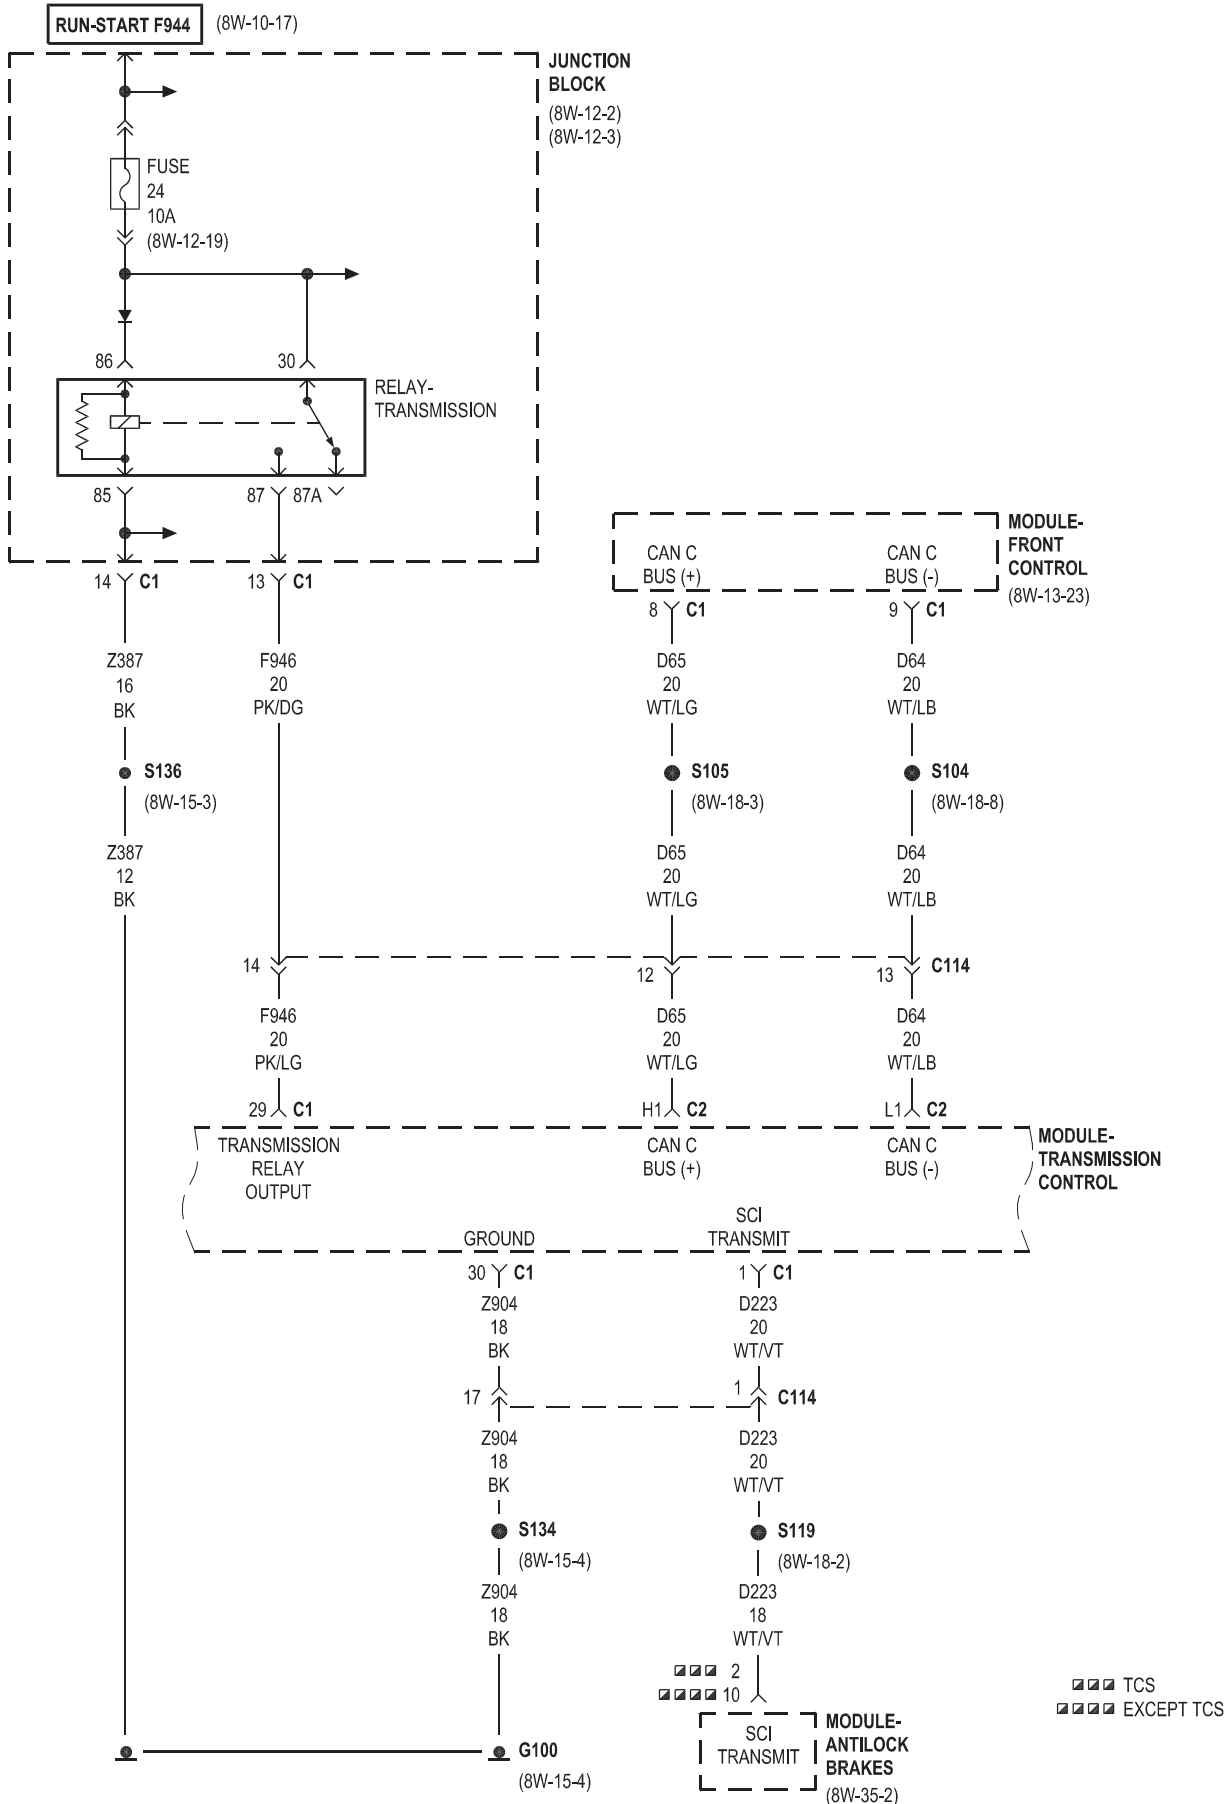 RUN-START F944 (8W-10-17)
JUNCTION
BLOCK
(8W-12-2)
(8W-12-3)
FUSE
24
10A
(8W-12-19)
86
30
RELAY-
TRANSMISSION
85
87
87A
14 C1
13 C1
MODULE-
FRONT
CONTROL
(8W-13-23)
CAN C
BUS (+)
CAN C
BUS (-)
8 C1
9 C1
Z387
16
BK
F946
20
PK/DG
D65
20
WT/LG
D64
20
WT/LB
S136
(8W-15-3)
S105
(8W-18-3)
S104
(8W-18-8)
Z387
12
BK
D65
20
WT/LG
D64
20
WT/LB
14
12
13
C114
F946
20
PK/LG
D65
20
WT/LG
D64
20
WT/LB
29 C1
H1 C2
L1 C2
TRANSMISSION
RELAY
OUTPUT
CAN C
BUS (+)
CAN C
BUS (-)
MODULE-
TRANSMISSION
CONTROL
GROUND
SCI
TRANSMIT
30 C1
1 C1
Z904
18
BK
D223
20
WT/VT
17
1
C114
Z904
18
BK
D223
20
WT/VT
S134
(8W-15-4)
S119
(8W-18-2)
Z904
18
BK
D223
18
WT/VT
2
10
TCS
EXCEPT TCS
G100
(8W-15-4)
SCI
TRANSMIT
MODULE-
ANTILOCK
BRAKES
(8W-35-2)